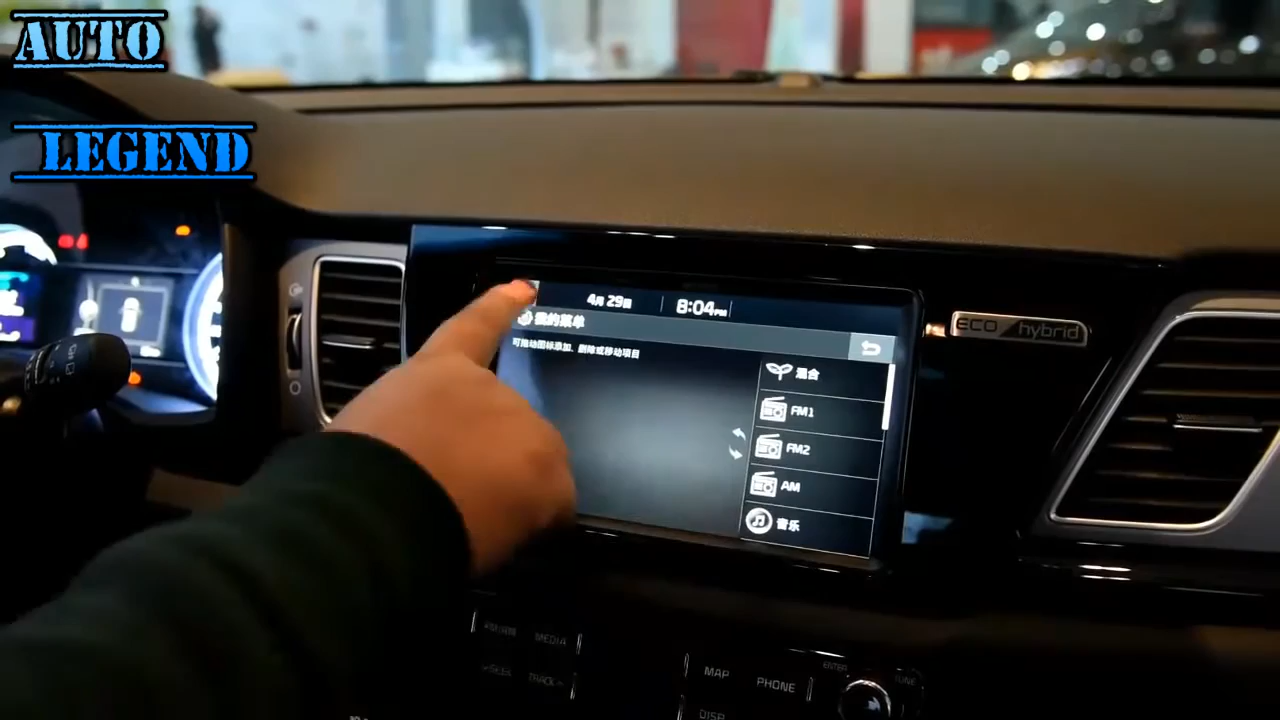 AUTO
LEGEND
4月 29日 8:04PM
我的菜单
可拖动图标添加、删除或移动项目
混合
FM1
FM2
AM
音乐
ECO hybrid
MEDIA
TRACK
MAP
PHONE
ENTER
TUNE
DISP